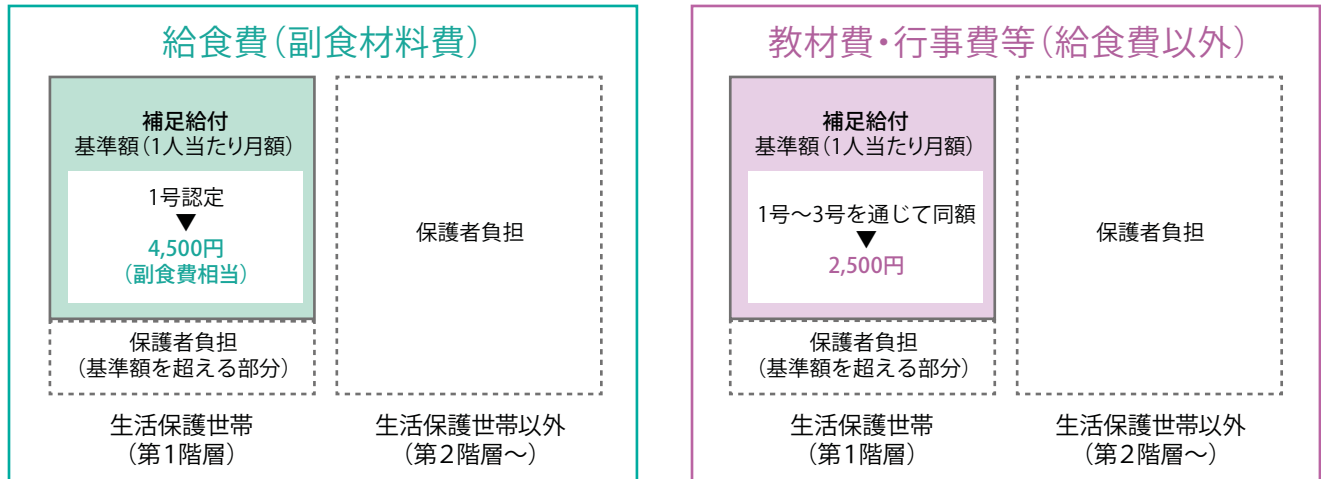 給食費（副食材料費）
補足給付
基準額（1人当たり月額）
1号認定
▼
4,500円
（副食費相当）
保護者負担
（基準額を超える部分）
生活保護世帯
（第1階層）
保護者負担
生活保護世帯以外
（第2階層～）
教材費・行事費等（給食費以外）
補足給付
基準額（1人当たり月額）
1号～3号を通じて同額
▼
2,500円
保護者負担
（基準額を超える部分）
生活保護世帯
（第1階層）
保護者負担
生活保護世帯以外
（第2階層～）